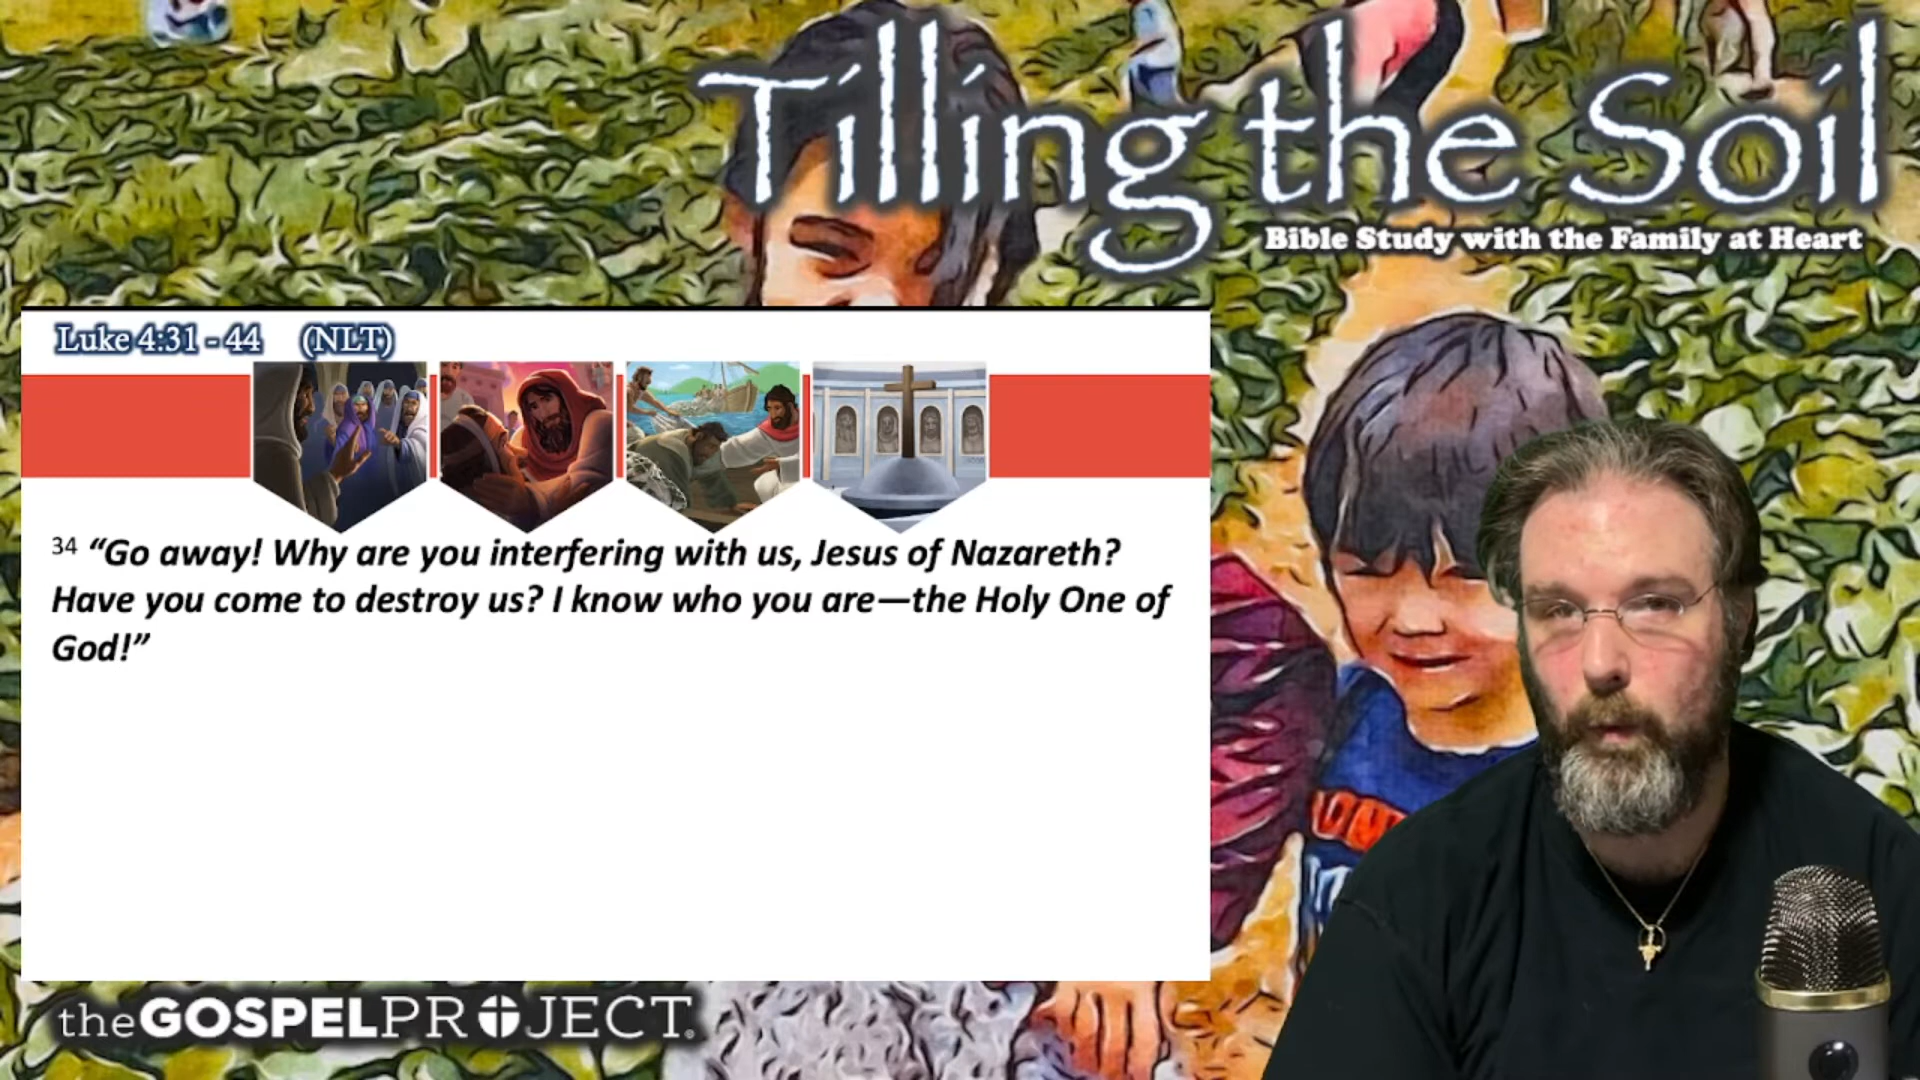 Tilling the Soil
Bible Study with the Family at Heart
Luke 4:31 - 44 (NLT)
34 “Go away! Why are you interfering with us, Jesus of Nazareth?
Have you come to destroy us? I know who you are—the Holy One of
God!”
theGOSPELPROJECT.